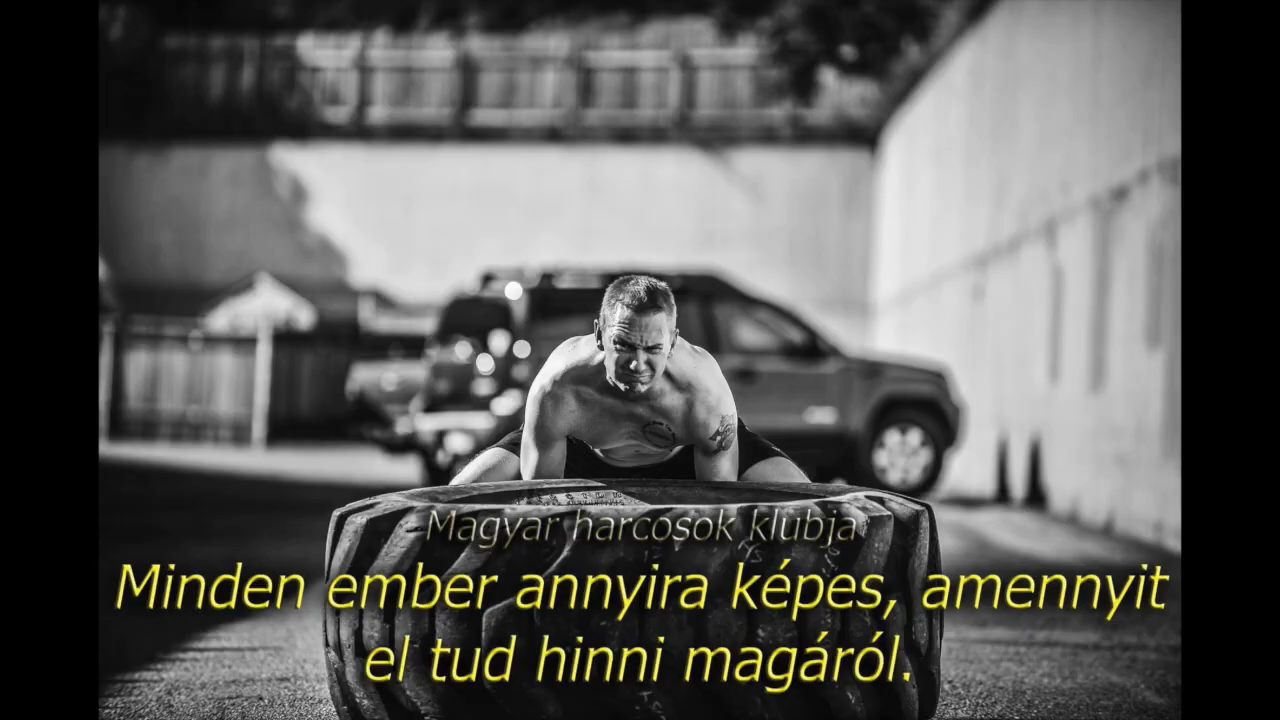 Magyar harcosok klubja
Minden ember annyira képes, amennyit
el tud hinni magáról.